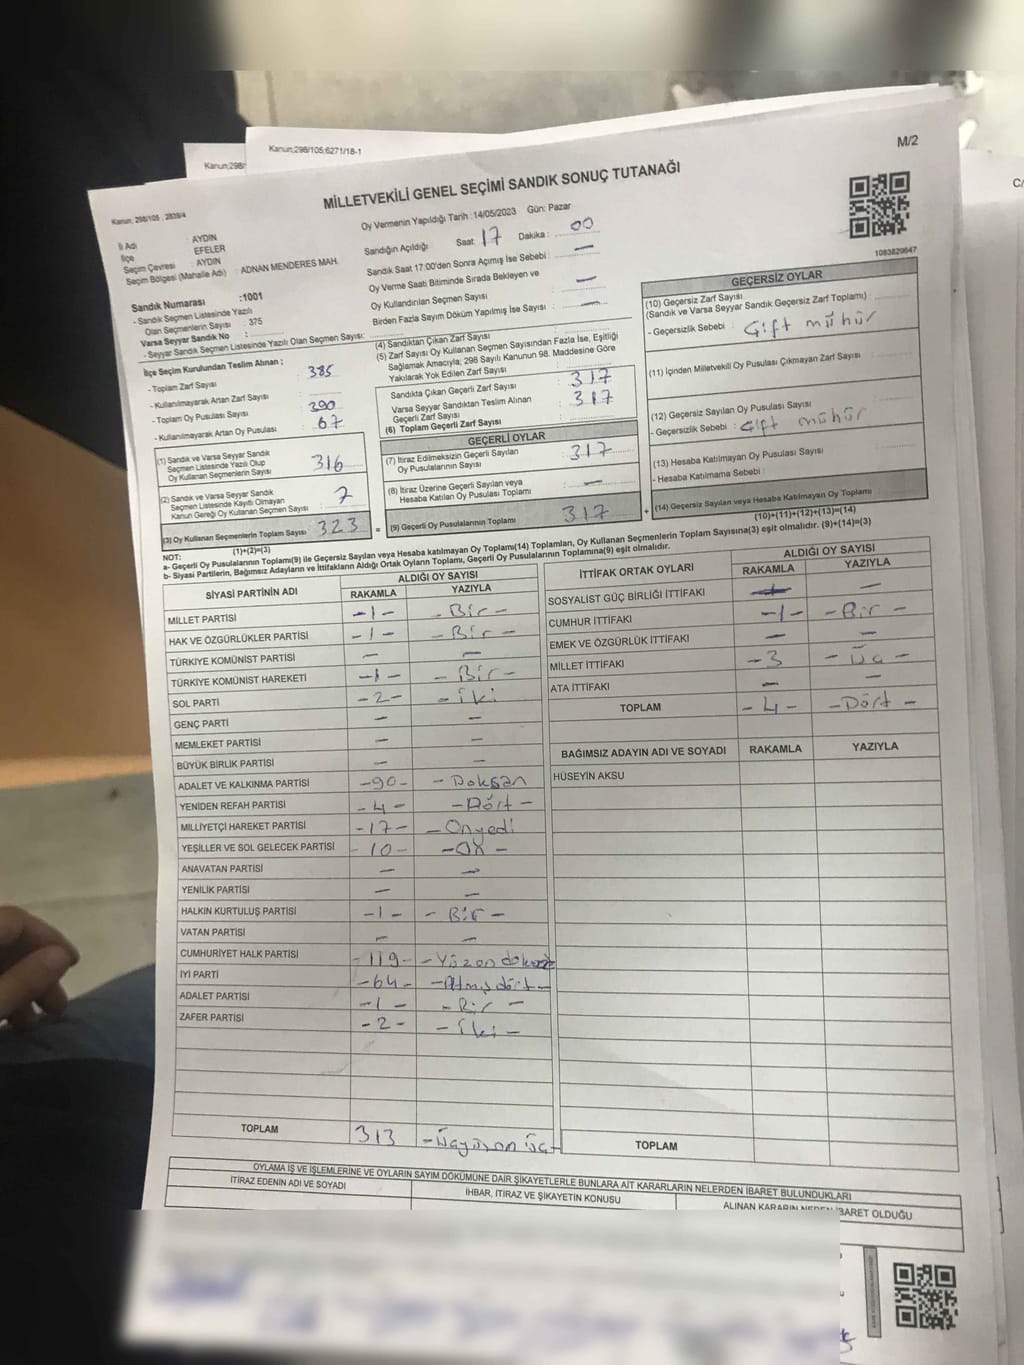 Kanun;298/105;6271/18-1
Kanun;298/
M/2
C/
MİLLETVEKİLİ GENEL SEÇİMİ SANDIK SONUÇ TUTANAĞI
Kanun; 298/105 ; 2839/4
İl Adı : AYDIN
İlçe : EFELER
Seçim Çevresi : AYDIN
Seçim Bölgesi (Mahalle Adı) : ADNAN MENDERES MAH.
Sandık Numarası :1001
- Sandık Seçmen Listesinde Yazılı
Olan Seçmenlerin Sayısı : 375
Varsa Seyyar Sandık No :
- Seyyar Sandık Seçmen Listesinde Yazılı Olan Seçmen Sayısı:
Oy Vermenin Yapıldığı Tarih :14/05/2023 Gün: Pazar
Sandığın Açıldığı Saat 17 Dakika : 00
Sandık Saat 17:00'den Sonra Açımış İse Sebebi : —
Oy Verme Saati Bitiminde Sırada Bekleyen ve
Oy Kullandırılan Seçmen Sayısı : —
Birden Fazla Sayım Döküm Yapılmış İse Sayısı : —
1083829647
İlçe Seçim Kurulundan Teslim Alınan ;
- Toplam Zarf Sayısı : 385
- Kullanılmayarak Artan Zarf Sayısı :
- Toplam Oy Pusulası Sayısı : 390
- Kullanılmayarak Artan Oy Pusulası : 67
(1) Sandık ve Varsa Seyyar Sandık
Seçmen Listesinde Yazılı Olup
Oy Kullanan Seçmenlerin Sayısı : 316
(2) Sandık ve Varsa Seyyar Sandık
Seçmen Listesinde Kayıtlı Olmayan
Kanun Gereği Oy Kullanan Seçmen Sayısı : 7
(3) Oy Kullanan Seçmenlerin Toplam Sayısı : 323
(1)+(2)=(3)
(4) Sandıktan Çıkan Zarf Sayısı :
(5) Zarf Sayısı Oy Kullanan Seçmen Sayısından Fazla İse, Eşitliği
Sağlamak Amacıyla; 298 Sayılı Kanunun 98. Maddesine Göre
Yakılarak Yok Edilen Zarf Sayısı :
Sandıkta Çıkan Geçerli Zarf Sayısı : 317
Varsa Seyyar Sandıktan Teslim Alınan
Geçerli Zarf Sayısı : 317
(6) Toplam Geçerli Zarf Sayısı :
GEÇERLİ OYLAR
(7) İtiraz Edilmeksizin Geçerli Sayılan
Oy Pusulalarının Sayısı : 317
(8) İtiraz Üzerine Geçerli Sayılan veya
Hesaba Katılan Oy Pusulası Toplamı : —
= (9) Geçerli Oy Pusulalarının Toplamı : 317
GEÇERSİZ OYLAR
(10) Geçersiz Zarf Sayısı
(Sandık ve Varsa Seyyar Sandık Geçersiz Zarf Toplamı) :
- Geçersizlik Sebebi : Çift mühür
(11) İçinden Milletvekili Oy Pusulası Çıkmayan Zarf Sayısı :
(12) Geçersiz Sayılan Oy Pusulası Sayısı :
- Geçersizlik Sebebi : Çift mühür
(13) Hesaba Katılmayan Oy Pusulası Sayısı :
- Hesaba Katılmama Sebebi :
+ (14) Geçersiz Sayılan veya Hesaba Katılmayan Oy Toplamı :
(10)+(11)+(12)+(13)=(14)
NOT:
a- Geçerli Oy Pusulalarının Toplamı(9) ile Geçersiz Sayılan veya Hesaba katılmayan Oy Toplamı(14) Toplamları, Oy Kullanan Seçmenlerin Toplam Sayısına(3) eşit olmalıdır. (9)+(14)=(3)
b- Siyasi Partilerin, Bağımsız Adayların ve İttifakların Aldığı Ortak Oyların Toplamı, Geçerli Oy Pusulalarının Toplamına(9) eşit olmalıdır.
SİYASİ PARTİNİN ADI ALDIĞI OY SAYISI
RAKAMLA YAZIYLA
MİLLET PARTİSİ -1- -Bir-
HAK VE ÖZGÜRLÜKLER PARTİSİ -1- -Bir-
TÜRKİYE KOMÜNİST PARTİSİ — —
TÜRKİYE KOMÜNİST HAREKETİ -1- -Bir-
SOL PARTİ -2- -İki
GENÇ PARTİ — —
MEMLEKET PARTİSİ — —
BÜYÜK BİRLİK PARTİSİ — —
ADALET VE KALKINMA PARTİSİ -90- -Doksan
YENİDEN REFAH PARTİSİ -4- -Dört-
MİLLİYETÇİ HAREKET PARTİSİ -17- -Onyedi
YEŞİLLER VE SOL GELECEK PARTİSİ 10- -ON-
ANAVATAN PARTİSİ — —
YENİLİK PARTİSİ — —
HALKIN KURTULUŞ PARTİSİ -1- -Bir-
VATAN PARTİSİ — —
CUMHURİYET HALK PARTİSİ -119- -Yüzon dokuz
İYİ PARTİ -64- -Atmış dört-
ADALET PARTİSİ -1- -Bir-
ZAFER PARTİSİ -2- -İki-
TOPLAM 313 -Üçyüzon üç-
İTTİFAK ORTAK OYLARI ALDIĞI OY SAYISI
RAKAMLA YAZIYLA
SOSYALİST GÜÇ BİRLİĞİ İTTİFAKI —
CUMHUR İTTİFAKI -1- -Bir-
EMEK VE ÖZGÜRLÜK İTTİFAKI — —
MİLLET İTTİFAKI -3 -Üç-
ATA İTTİFAKI — —
TOPLAM -4- -Dört-
BAĞIMSIZ ADAYIN ADI VE SOYADI RAKAMLA YAZIYLA
HÜSEYİN AKSU
TOPLAM
OYLAMA İŞ VE İŞLEMLERİNE VE OYLARIN SAYIM DÖKÜMÜNE DAİR ŞİKAYETLERLE BUNLARA AİT KARARLARIN NELERDEN İBARET BULUNDUKLARI
İTİRAZ EDENİN ADI VE SOYADI İHBAR, İTİRAZ VE ŞİKAYETİN KONUSU ALINAN KARARIN NEDEN İBARET OLDUĞU